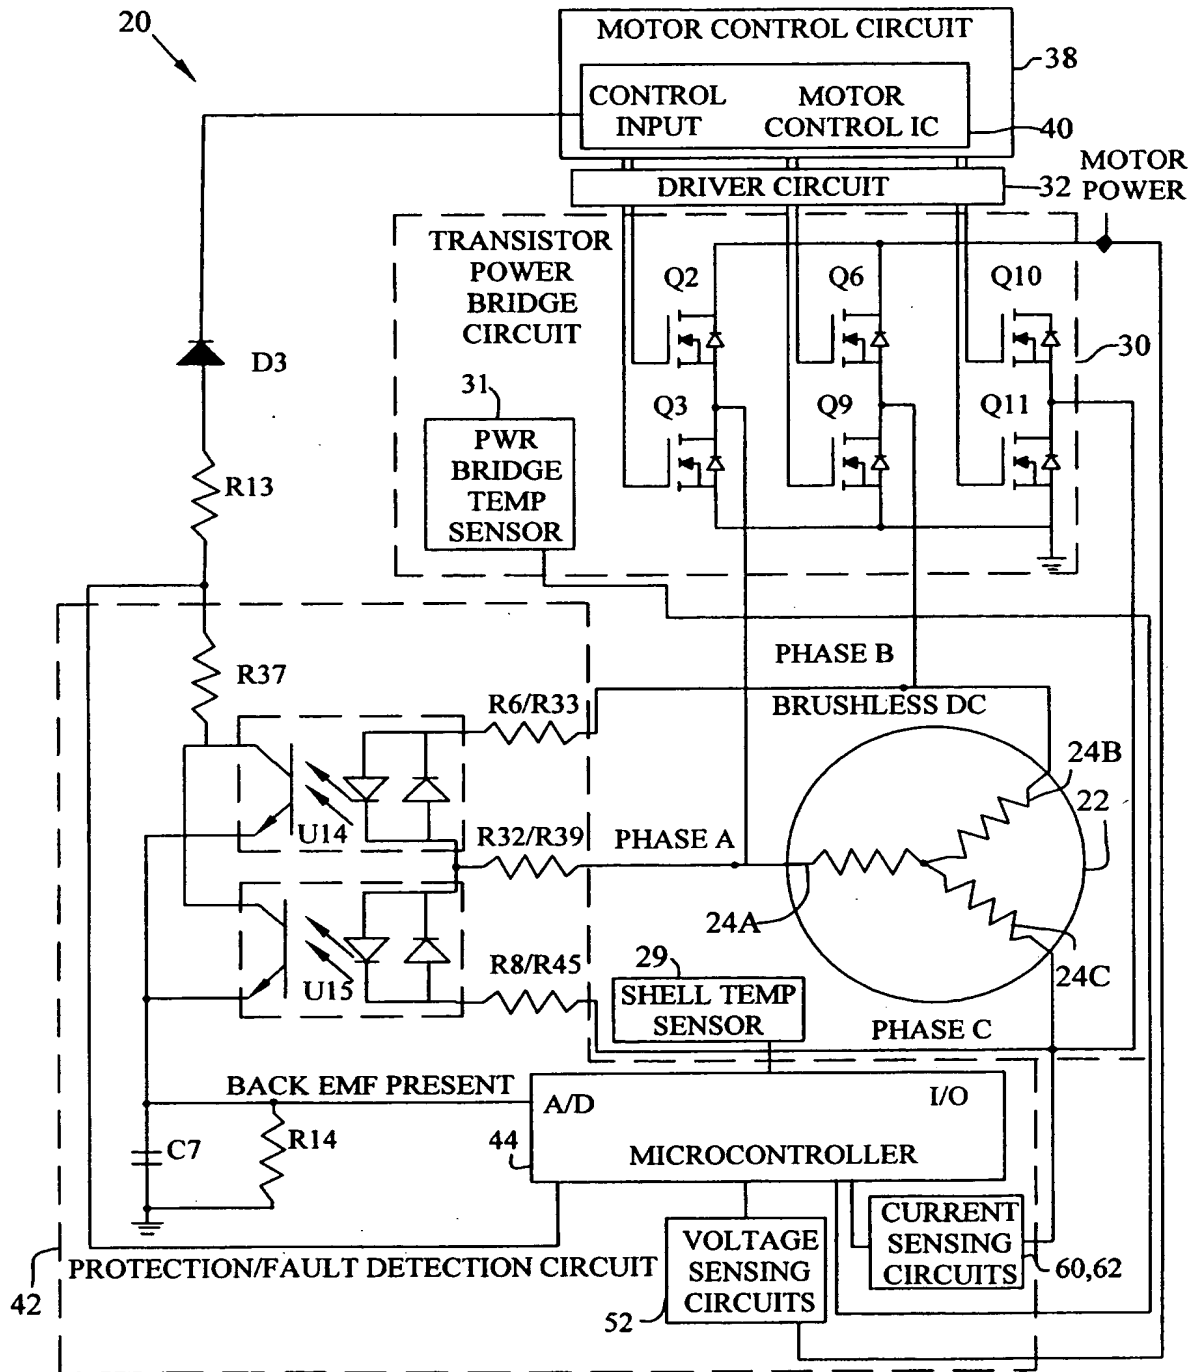 20
MOTOR CONTROL CIRCUIT
38
CONTROL
INPUT
MOTOR
CONTROL IC
40
MOTOR
POWER
DRIVER CIRCUIT
32
TRANSISTOR
POWER
BRIDGE
CIRCUIT
Q2
Q6
Q10
30
D3
31
Q3
Q9
Q11
PWR
BRIDGE
TEMP
SENSOR
R13
R37
PHASE B
R6/R33
BRUSHLESS DC
24B
22
U14
R32/R39
PHASE A
24A
U15
R8/R45
29
SHELL TEMP
SENSOR
24C
PHASE C
BACK EMF PRESENT
A/D
I/O
C7
R14
44
MICROCONTROLLER
VOLTAGE
SENSING
CIRCUITS
CURRENT
SENSING
CIRCUITS
60,62
PROTECTION/FAULT DETECTION CIRCUIT
42
52